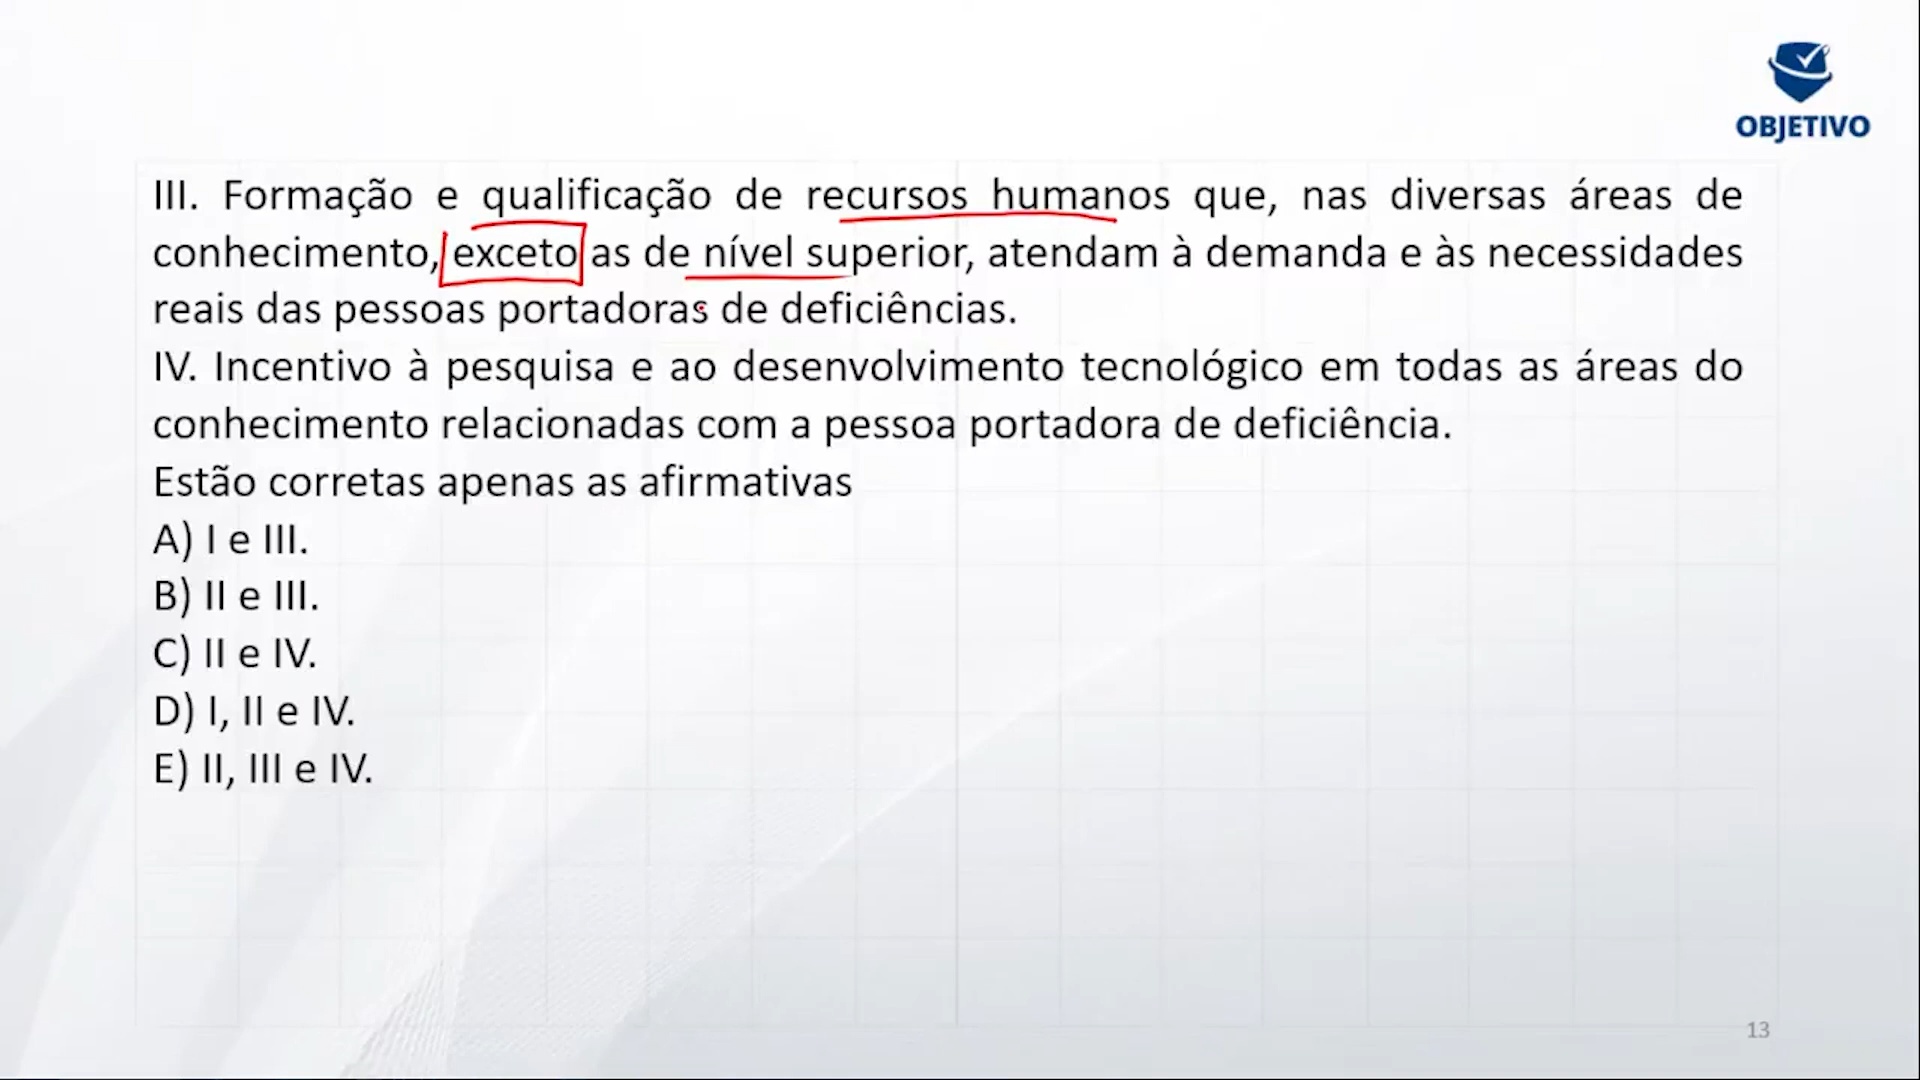 OBJETIVO
III. Formação e qualificação de recursos humanos que, nas diversas áreas de
conhecimento, exceto as de nível superior, atendam à demanda e às necessidades
reais das pessoas portadoras de deficiências.
IV. Incentivo à pesquisa e ao desenvolvimento tecnológico em todas as áreas do
conhecimento relacionadas com a pessoa portadora de deficiência.
Estão corretas apenas as afirmativas
A) I e III.
B) II e III.
C) II e IV.
D) I, II e IV.
E) II, III e IV.
13